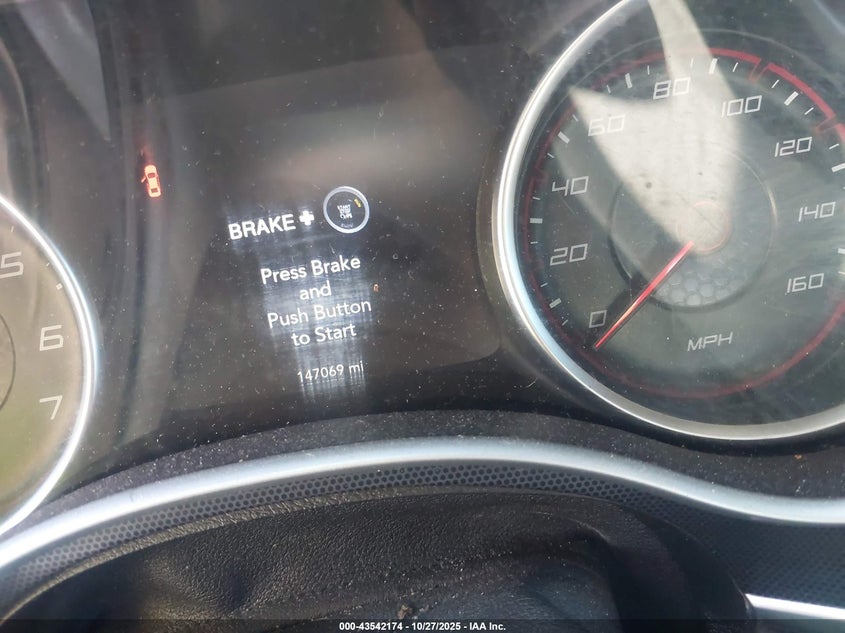 BRAKE +
START
Press Brake
and
Push Button
to Start
147069 mi
5
6
7
0
20
40
60
80
100
120
140
160
MPH
000-43542174 - 10/27/2025 - IAA Inc.